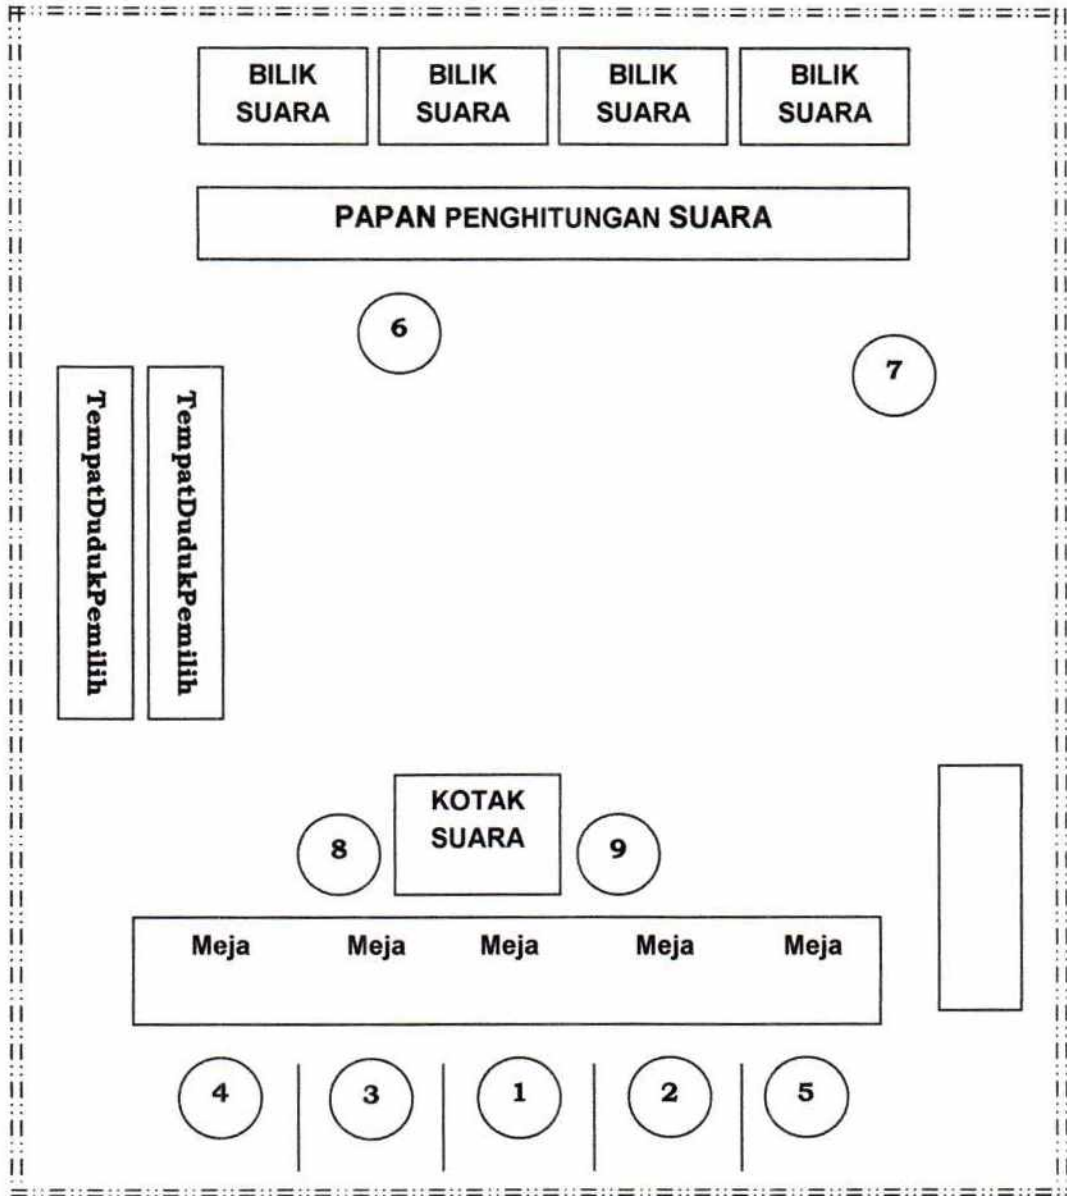 BILIK
SUARA
BILIK
SUARA
BILIK
SUARA
BILIK
SUARA
PAPAN PENGHITUNGAN SUARA
6
7
TempatDudukPemilih
TempatDudukPemilih
KOTAK
SUARA
8
9
Meja
Meja
Meja
Meja
Meja
4
3
1
2
5